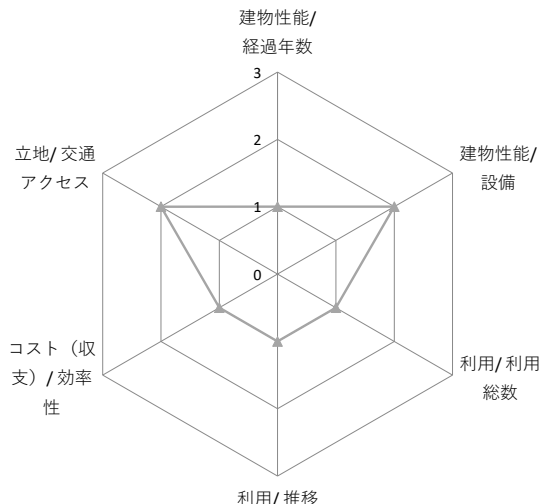 建物性能/
経過年数
3
2
1
0
建物性能/
設備
利用/ 利用
総数
利用/ 推移
コスト（収
支）/ 効率
性
立地/ 交通
アクセス